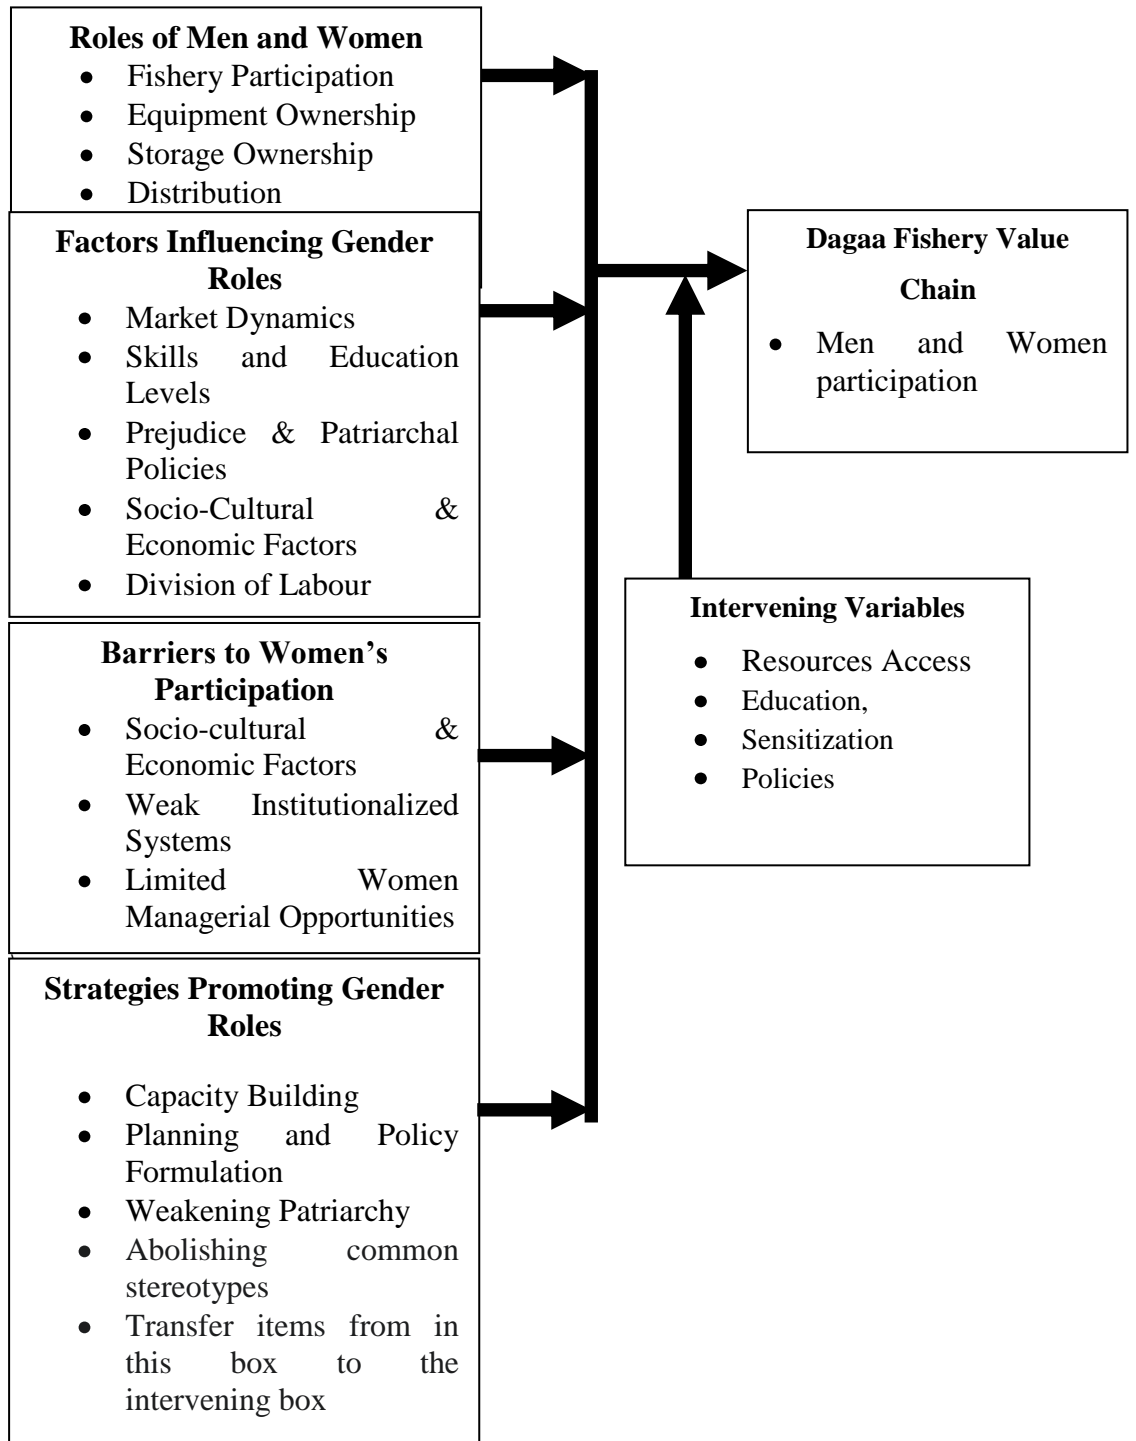 Roles of Men and Women
• Fishery Participation
• Equipment Ownership
• Storage Ownership
• Distribution
Factors Influencing Gender
Roles
• Market Dynamics
• Skills and Education
Levels
• Prejudice & Patriarchal
Policies
• Socio-Cultural &
Economic Factors
• Division of Labour
Barriers to Women’s
Participation
• Socio-cultural &
Economic Factors
• Weak Institutionalized
Systems
• Limited Women
Managerial Opportunities
Strategies Promoting Gender
Roles
• Capacity Building
• Planning and Policy
Formulation
• Weakening Patriarchy
• Abolishing common
stereotypes
• Transfer items from in
this box to the
intervening box
Dagaa Fishery Value
Chain
• Men and Women
participation
Intervening Variables
• Resources Access
• Education,
• Sensitization
• Policies